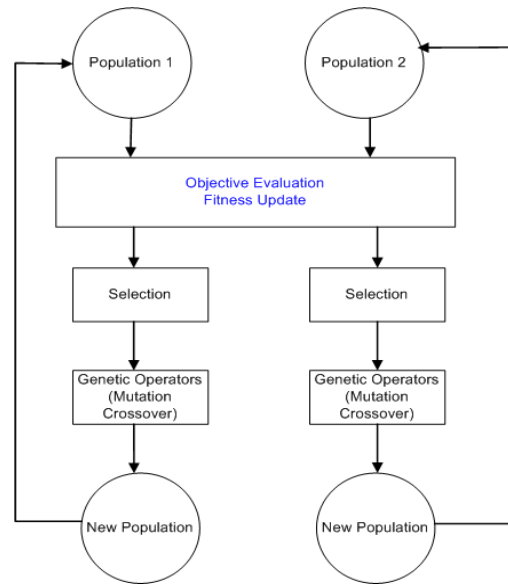 Population 1
Population 2
Objective Evaluation
Fitness Update
Selection
Selection
Genetic Operators
(Mutation
Crossover)
Genetic Operators
(Mutation
Crossover)
New Population
New Population